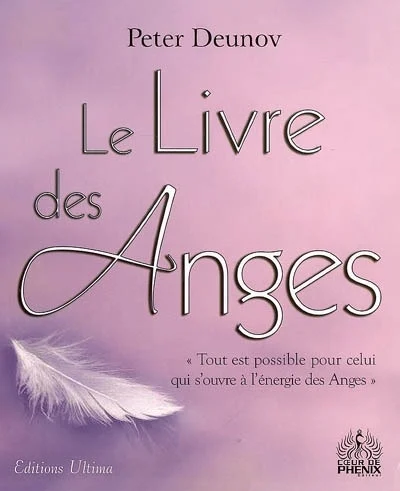 Peter Deunov
Le Livre
des
Anges
« Tout est possible pour celui
qui s'ouvre à l'énergie des Anges »
Editions Ultima
L'ŒUR DE
PHENIX